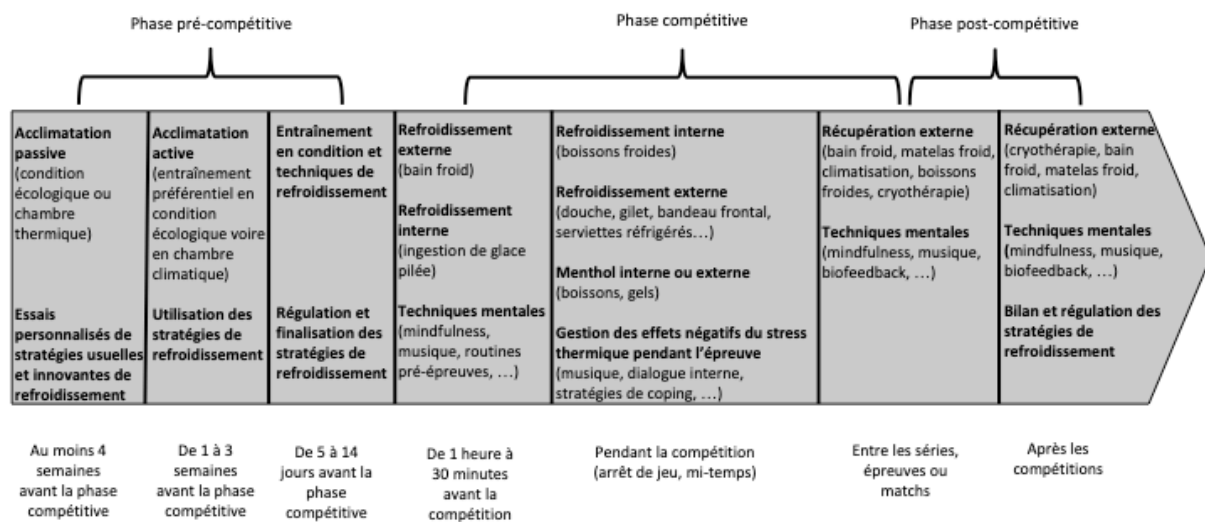 Phase pré-compétitive
Phase compétitive
Phase post-compétitive
Acclimatation
passive
(condition
écologique ou
chambre
thermique)
Essais
personnalisés de
stratégies usuelles
et innovantes de
refroidissement
Acclimatation
active
(entraînement
préférentiel en
condition
écologique voire
en chambre
climatique)
Utilisation des
stratégies de
refroidissement
Entraînement
en condition et
techniques de
refroidissement
Régulation et
finalisation des
stratégies de
refroidissement
Refroidissement
externe
(bain froid)
Refroidissement
interne
(ingestion de glace
pilée)
Techniques mentales
(mindfulness,
musique, routines
pré-épreuves, ...)
Refroidissement interne
(boissons froides)
Refroidissement externe
(douche, gilet, bandeau frontal,
serviettes réfrigérés...)
Menthol interne ou externe
(boissons, gels)
Gestion des effets négatifs du stress
thermique pendant l'épreuve
(musique, dialogue interne,
stratégies de coping, ...)
Récupération externe
(bain froid, matelas froid,
climatisation, boissons
froides, cryothérapie)
Techniques mentales
(mindfulness, musique,
biofeedback, ...)
Récupération externe
(cryothérapie, bain
froid, matelas froid,
climatisation)
Techniques mentales
(mindfulness, musique,
biofeedback, ...)
Bilan et régulation des
stratégies de
refroidissement
Au moins 4
semaines
avant la phase
compétitive
De 1 à 3
semaines
avant la phase
compétitive
De 5 à 14
jours avant la
phase
compétitive
De 1 heure à
30 minutes
avant la
compétition
Pendant la compétition
(arrêt de jeu, mi-temps)
Entre les séries,
épreuves ou
matchs
Après les
compétitions